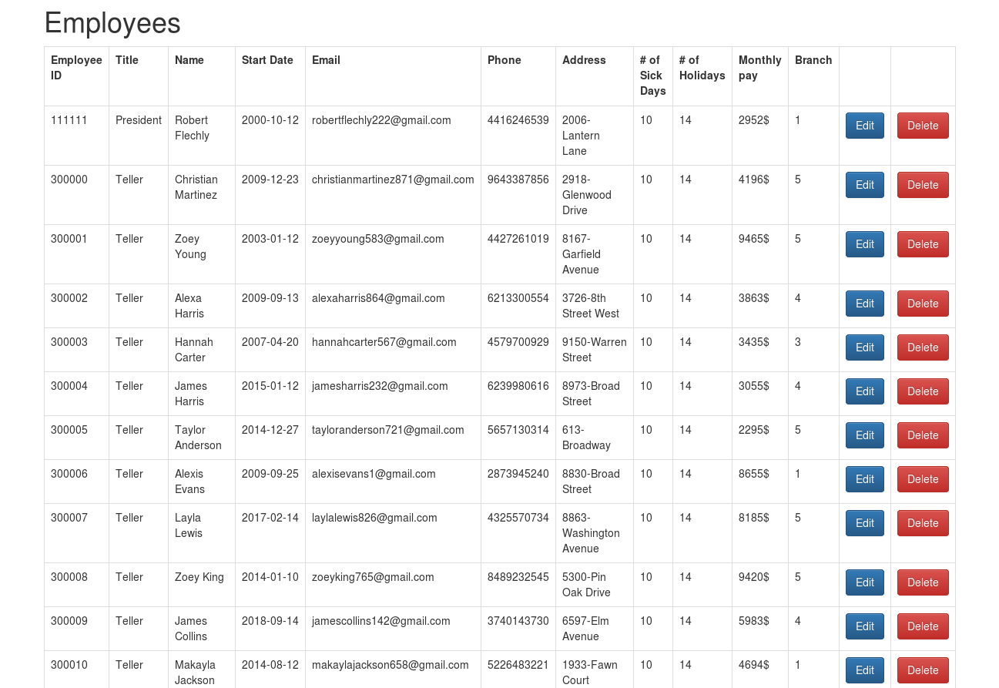 Employees
Employee ID Title Name Start Date Email Phone Address # of Sick Days # of Holidays Monthly pay Branch
111111 President Robert Flechly 2000-10-12 robertflechly222@gmail.com 4416246539 2006-Lantern Lane 10 14 2952$ 1 Edit Delete
300000 Teller Christian Martinez 2009-12-23 christianmartinez871@gmail.com 9643387856 2918-Glenwood Drive 10 14 4196$ 5 Edit Delete
300001 Teller Zoey Young 2003-01-12 zoeyyoung583@gmail.com 4427261019 8167-Garfield Avenue 10 14 9465$ 5 Edit Delete
300002 Teller Alexa Harris 2009-09-13 alexaharris864@gmail.com 6213300554 3726-8th Street West 10 14 3863$ 4 Edit Delete
300003 Teller Hannah Carter 2007-04-20 hannahcarter567@gmail.com 4579700929 9150-Warren Street 10 14 3435$ 3 Edit Delete
300004 Teller James Harris 2015-01-12 jamesharris232@gmail.com 6239980616 8973-Broad Street 10 14 3055$ 4 Edit Delete
300005 Teller Taylor Anderson 2014-12-27 tayloranderson721@gmail.com 5657130314 613-Broadway 10 14 2295$ 5 Edit Delete
300006 Teller Alexis Evans 2009-09-25 alexisevans1@gmail.com 2873945240 8830-Broad Street 10 14 8655$ 1 Edit Delete
300007 Teller Layla Lewis 2017-02-14 laylalewis826@gmail.com 4325570734 8863-Washington Avenue 10 14 8185$ 5 Edit Delete
300008 Teller Zoey King 2014-01-10 zoeyking765@gmail.com 8489232545 5300-Pin Oak Drive 10 14 9420$ 5 Edit Delete
300009 Teller James Collins 2018-09-14 jamescollins142@gmail.com 3740143730 6597-Elm Avenue 10 14 5983$ 4 Edit Delete
300010 Teller Makayla Jackson 2014-08-12 makaylajackson658@gmail.com 5226483221 1933-Fawn Court 10 14 4694$ 1 Edit Delete